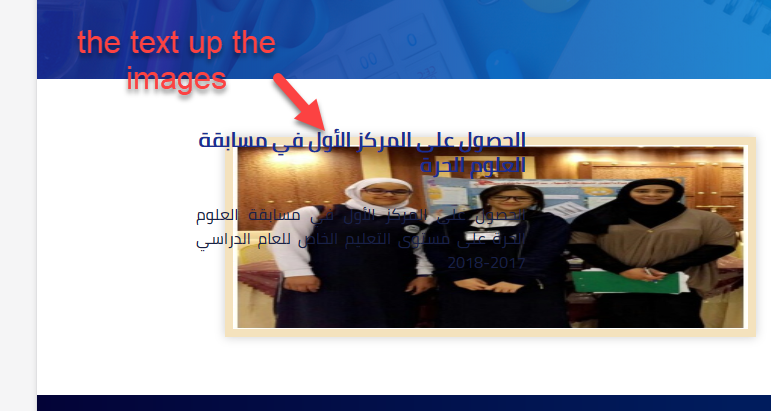 the text up the
images
الحصول على المركز الأول في مسابقة
العلوم الحرة
الحصول على المركز الأول في مسابقة العلوم
الحرة على مستوى التعليم الخاص للعام الدراسي
2017-2018